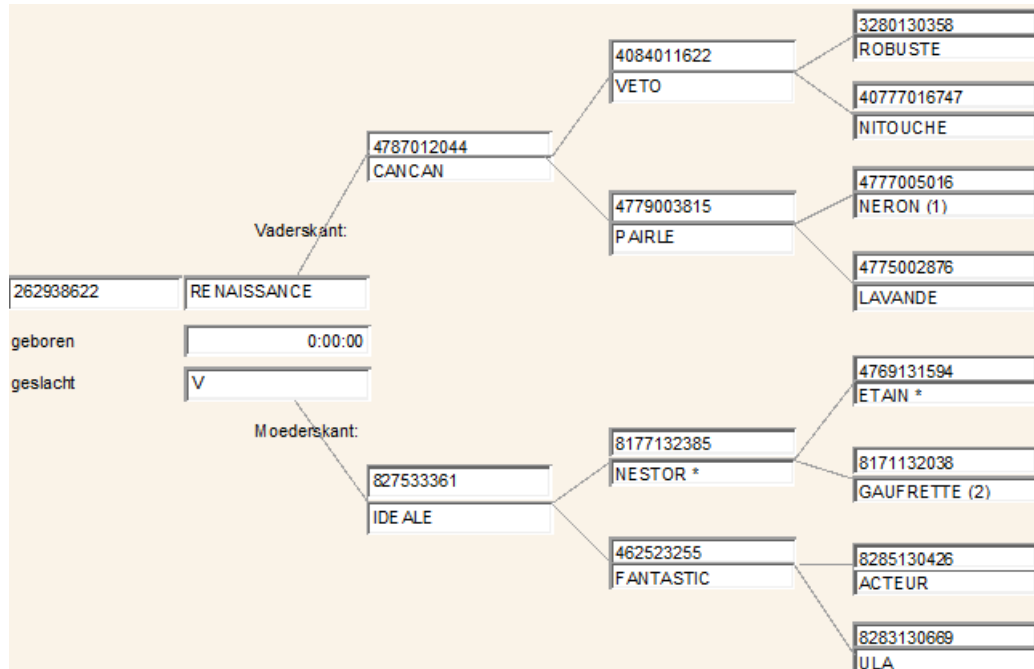 3280130358
ROBUSTE
4084011622
VETO
40777016747
NITOUCHE
4787012044
CANCAN
4777005016
NERON (1)
4779003815
PAIRLE
Vaderskant:
4775002876
LAVANDE
262938622 RENAISSANCE
geboren 0:00:00
geslacht V
4769131594
ETAIN *
Moederskant:
8177132385
NESTOR *
8171132038
GAUFRETTE (2)
827533361
IDEALE
462523255
FANTASTIC
8285130426
ACTEUR
8283130669
ULA